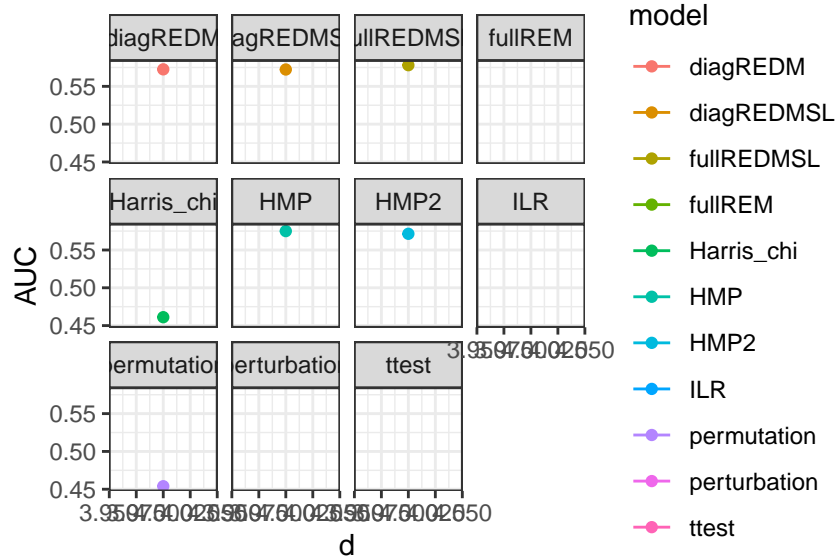 diagREDM
agREDMS
ullREDMS
fullREM
0.55
0.50
0.45
Harris_chi
HMP
HMP2
ILR
0.55
0.50
0.45
permutation
erturbation
ttest
0.55
0.50
0.45
AUC
d
model
diagREDM
diagREDMSL
fullREDMSL
fullREM
Harris_chi
HMP
HMP2
ILR
permutation
perturbation
ttest